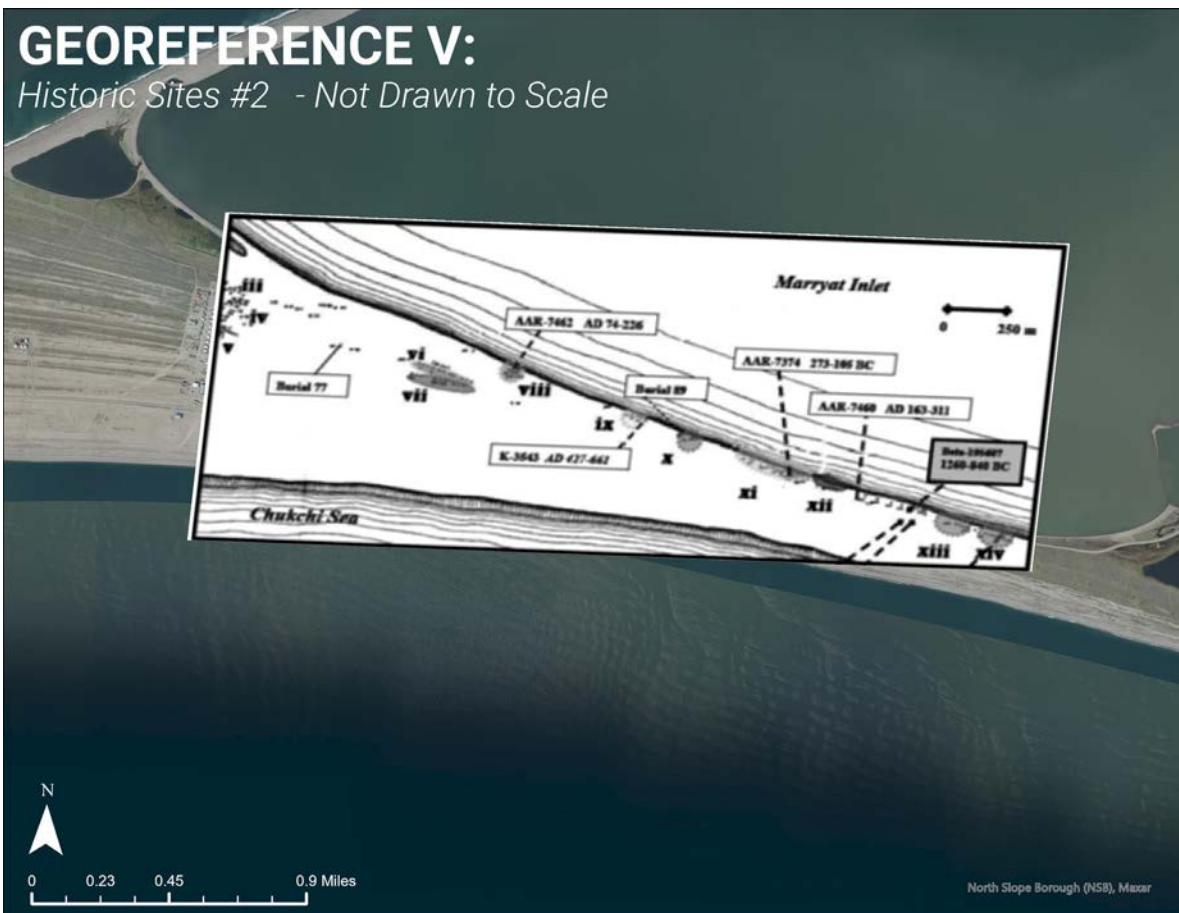 GEOREFERENCE V:
Historic Sites #2 - Not Drawn to Scale
Marryat Inlet
0 250 m
iii
iv
v
AAR-7462 AD 74-226
AAR-7374 273-105 BC
vi
vii
viii
Burial 77
Burial 89
AAR-7460 AD 163-311
ix
K-3543 AD 427-661
x
1260-840 BC
xi
xii
Chukchi Sea
xiii
xiv
N
0 0.23 0.45 0.9 Miles
North Slope Borough (NSB), Maxar